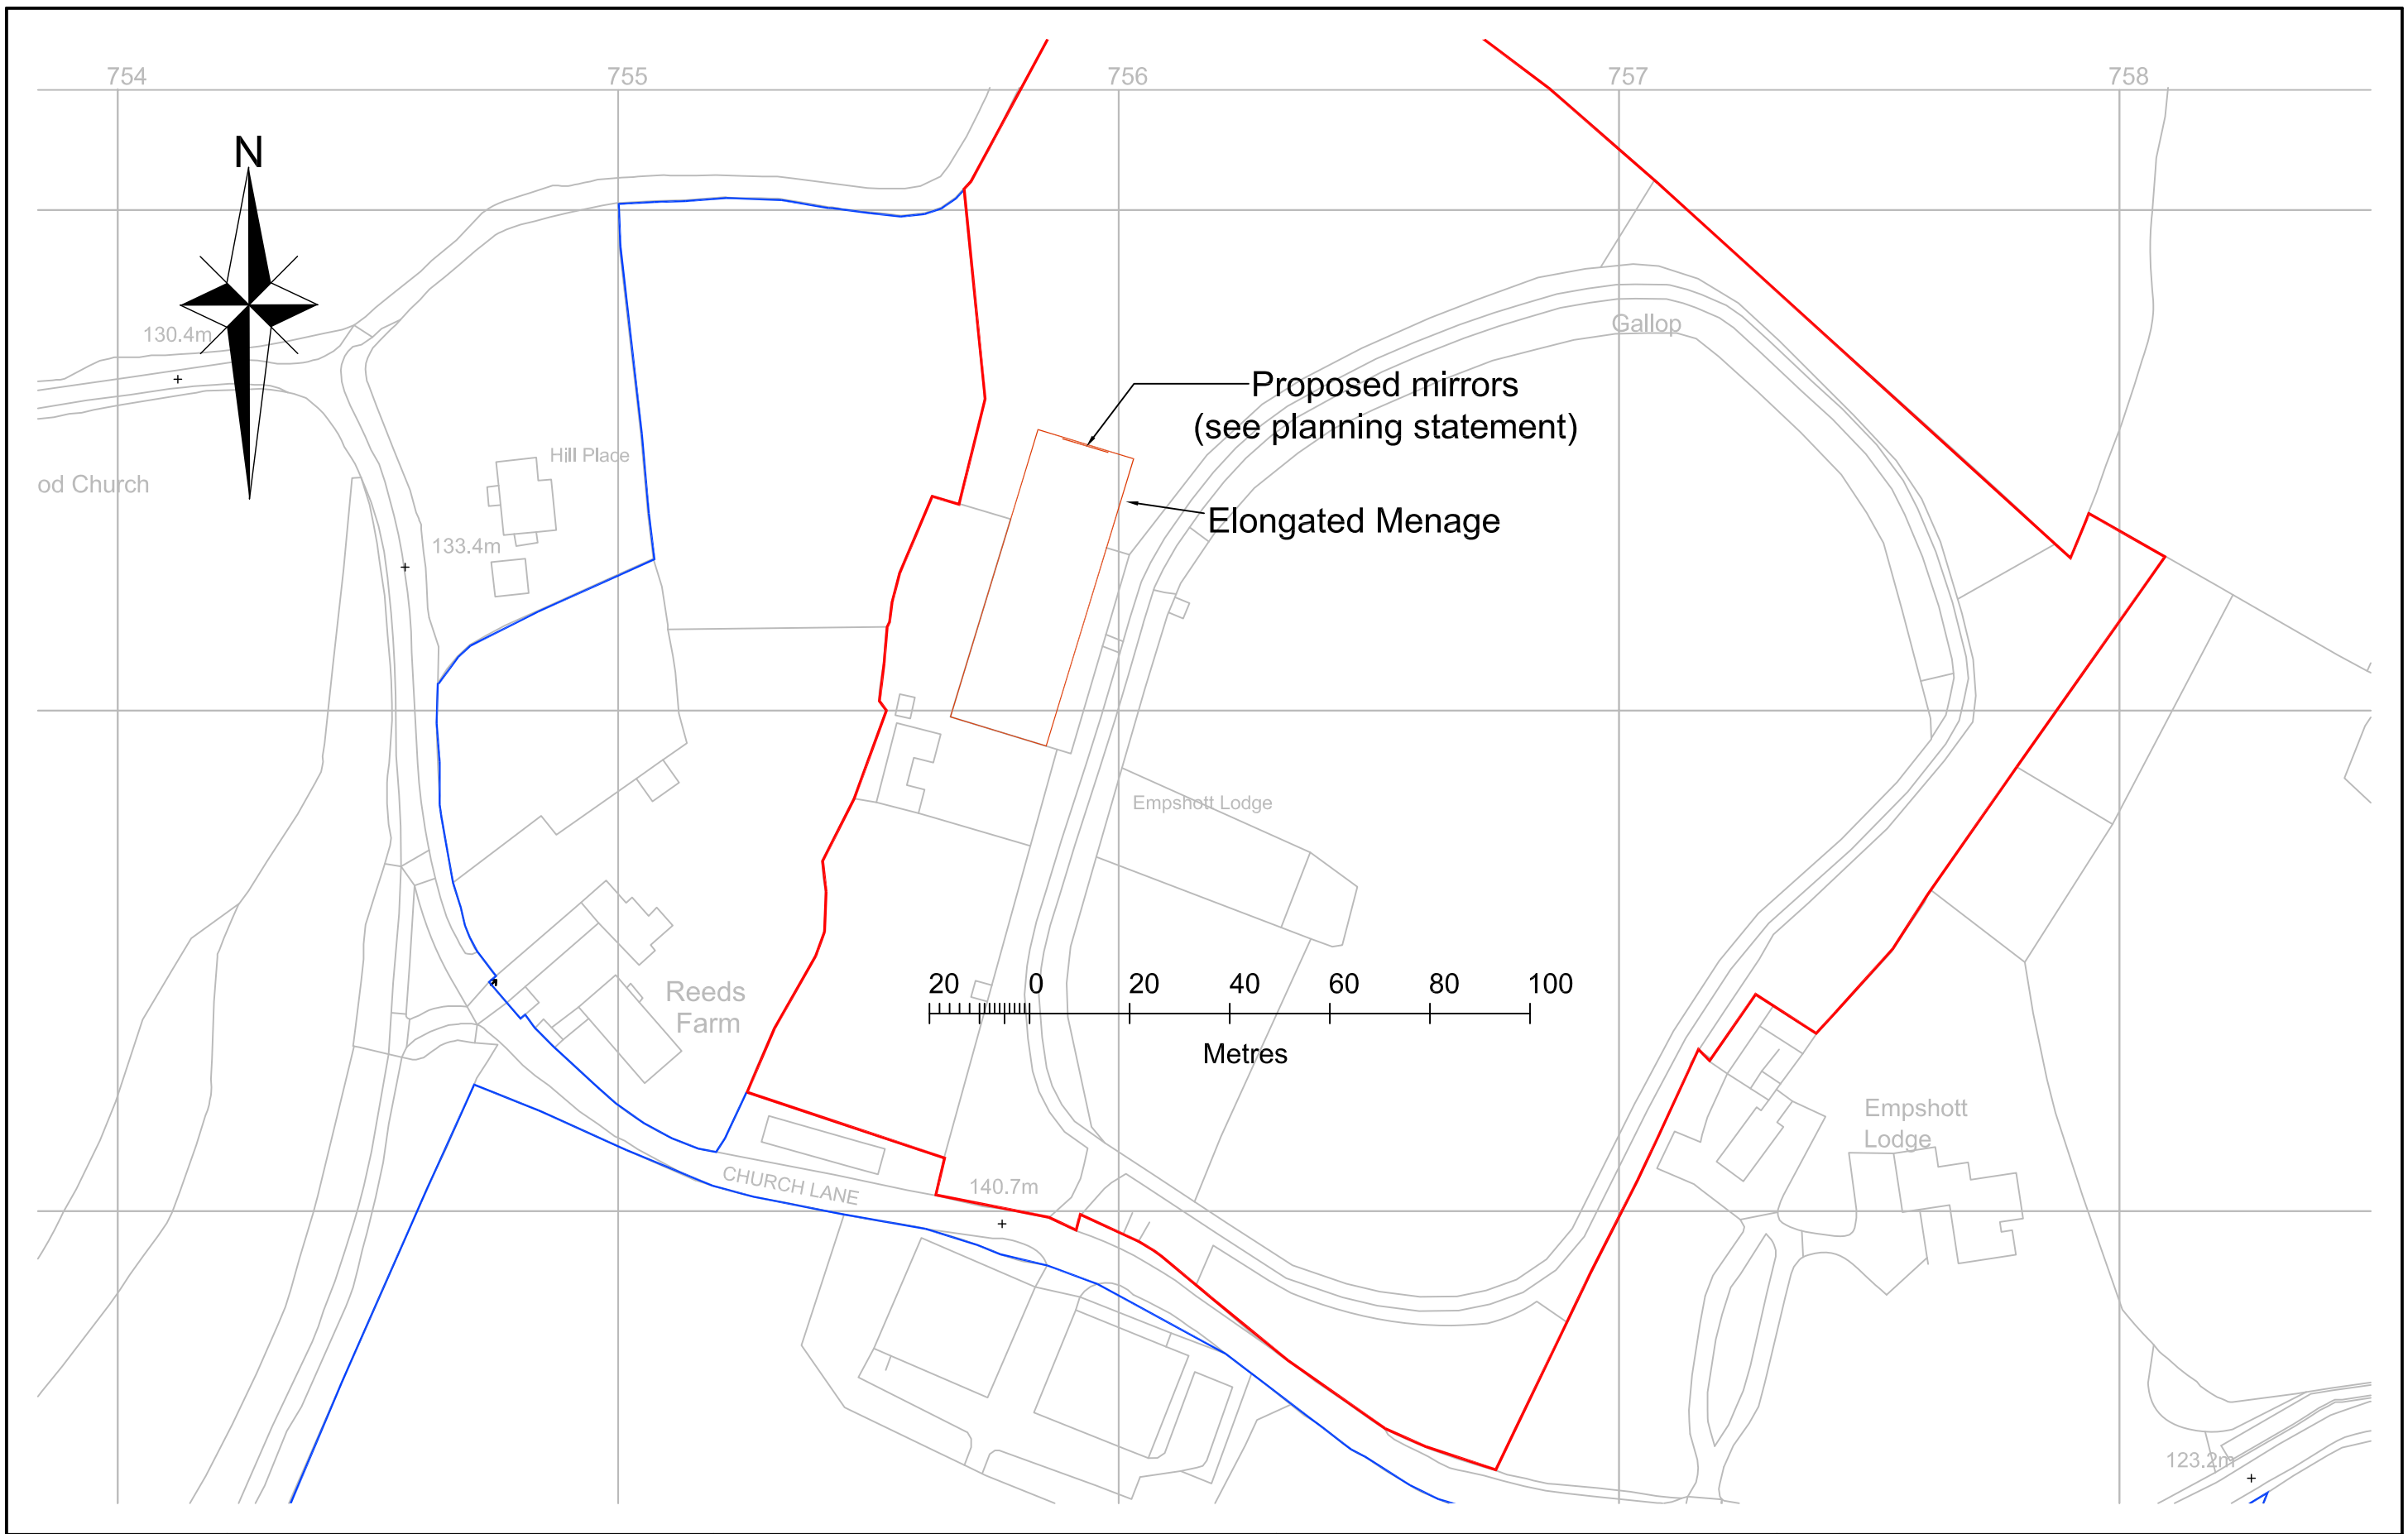 754
755
756
757
758
N
130.4m
Gallop
Proposed mirrors
(see planning statement)
Hill Place
od Church
Elongated Menage
133.4m
Empshott Lodge
20 0 20 40 60 80 100
Metres
Reeds
Farm
Empshott
Lodge
CHURCH LANE
140.7m
123.2m